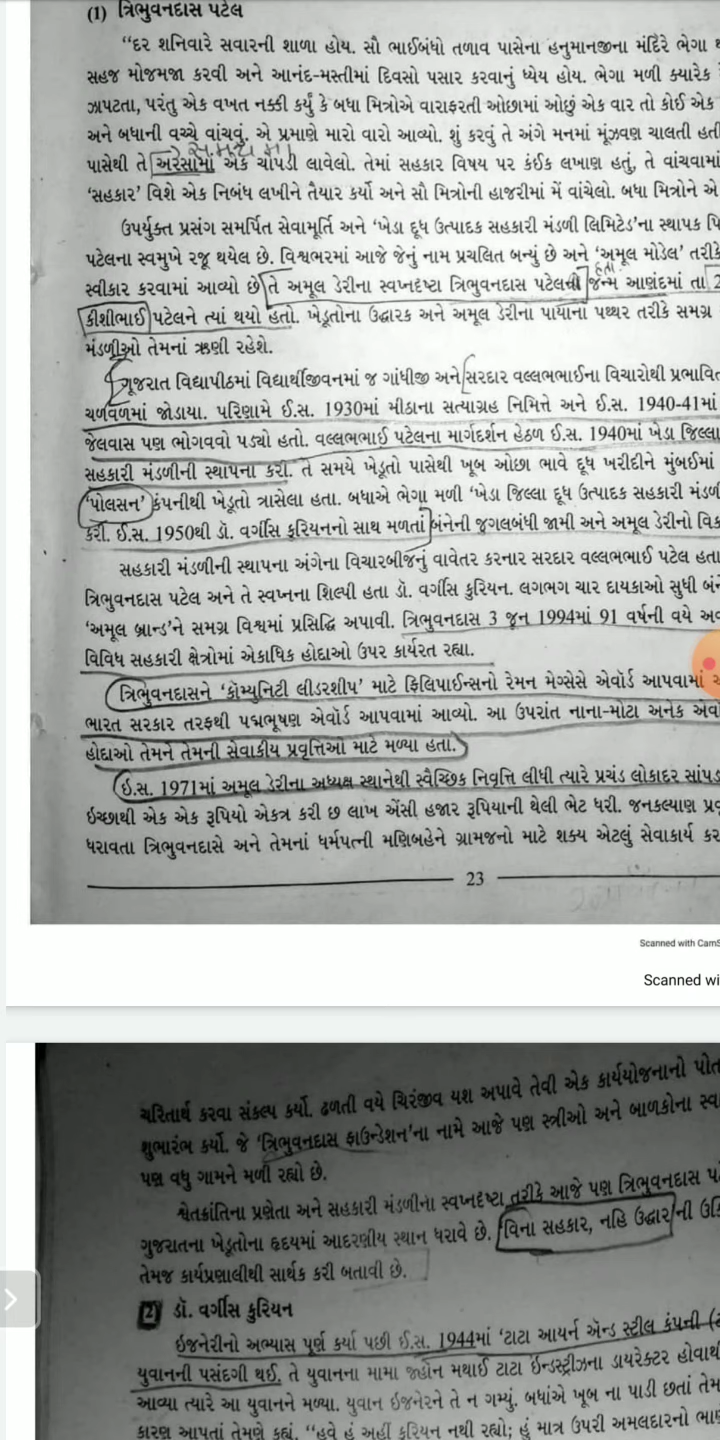 (1) ત્રિભુવનદાસ પટેલ
“દર શનિવારે સવારની શાળા હોય. સૌ ભાઈબંધો તળાવ પાસેના હનુમાનજીના મંદિરે ભેગા
સહજ મોજમજા કરવી અને આનંદ-મસ્તીમાં દિવસો પસાર કરવાનું ધ્યેય હોય. ભેગા મળી ક્યારેક
ઝાપટતા, પરંતુ એક વખત નક્કી કર્યું કે બધા મિત્રોએ વારાફરતી ઓછામાં ઓછું એક વાર તો કોઈ એક
અને બધાની વચ્ચે વાંચવું. એ પ્રમાણે મારો વારો આવ્યો. શું કરવું તે અંગે મનમાં મૂંઝવણ ચાલતી હતી
પાસેથી તે અરસામાં એક ચોપડી લાવેલો. તેમાં સહકાર વિષય પર કંઈક લખાણ હતું, તે વાંચવામાં
‘સહકાર’ વિશે એક નિબંધ લખીને તૈયાર કર્યો અને સૌ મિત્રોની હાજરીમાં મેં વાંચેલો. બધા મિત્રોને એ
ઉપર્યુક્ત પ્રસંગ સમર્પિત સેવામૂર્તિ અને ‘ખેડા દૂધ ઉત્પાદક સહકારી મંડળી લિમિટેડ’ના સ્થાપક
પટેલના સ્વમુખે રજૂ થયેલ છે. વિશ્વભરમાં આજે જેનું નામ પ્રચલિત બન્યું છે અને ‘અમૂલ મોડેલ’ તરીકે
સ્વીકાર કરવામાં આવ્યો છે તે અમૂલ ડેરીના સ્વપ્નદૃષ્ટા ત્રિભુવનદાસ પટેલનો જન્મ આણંદમાં તા 2
કીશીભાઈ પટેલને ત્યાં થયો હતો. ખેડૂતોના ઉદ્ધારક અને અમૂલ ડેરીના પાયાના પથ્થર તરીકે સમગ્ર
મંડળીઓ તેમનાં ઋણી રહેશે.
ગૂજરાત વિદ્યાપીઠમાં વિદ્યાર્થીજીવનમાં જ ગાંધીજી અને સરદાર વલ્લભભાઈના વિચારોથી પ્રભાવિત
ચળવળમાં જોડાયા. પરિણામે ઈ.સ. 1930માં મીઠાના સત્યાગ્રહ નિમિત્તે અને ઈ.સ. 1940-41માં
જેલવાસ પણ ભોગવવો પડ્યો હતો. વલ્લભભાઈ પટેલના માર્ગદર્શન હેઠળ ઈ.સ. 1940માં ખેડા જિલ્લા
સહકારી મંડળીની સ્થાપના કરી. તે સમયે ખેડૂતો પાસેથી ખૂબ ઓછા ભાવે દૂધ ખરીદીને મુંબઈમાં
‘પોલસન’ કંપનીથી ખેડૂતો ત્રાસેલા હતા. બધાએ ભેગા મળી ‘ખેડા જિલ્લા દૂધ ઉત્પાદક સહકારી મંડળી
કરી. ઈ.સ. 1950થી ડૉ. વર્ગીસ કુરિયનનો સાથ મળતાં બંનેની જુગલબંધી જામી અને અમૂલ ડેરીનો
સહકારી મંડળીની સ્થાપના અંગેના વિચારબીજનું વાવેતર કરનાર સરદાર વલ્લભભાઈ પટેલ હતા
ત્રિભુવનદાસ પટેલ અને તે સ્વપ્નના શિલ્પી હતા ડૉ. વર્ગીસ કુરિયન. લગભગ ચાર દાયકાઓ સુધી
‘અમૂલ બ્રાન્ડ’ને સમગ્ર વિશ્વમાં પ્રસિદ્ધિ અપાવી. ત્રિભુવનદાસ 3 જૂન 1994માં 91 વર્ષની વયે
વિવિધ સહકારી ક્ષેત્રોમાં એકાધિક હોદાઓ ઉપર કાર્યરત રહ્યા.
ત્રિભુવનદાસને ‘કૉમ્યુનિટી લીડરશીપ’ માટે ફિલિપાઈન્સનો રેમન મેગ્સેસે એવૉર્ડ આપવામાં
ભારત સરકાર તરફથી પદ્મભૂષણ એવૉર્ડ આપવામાં આવ્યો. આ ઉપરાંત નાના-મોટા અનેક
હોદાઓ તેમને તેમની સેવાકીય પ્રવૃત્તિઓ માટે મળ્યા હતા.
ઈ.સ. 1971માં અમૂલ ડેરીના અધ્યક્ષ સ્થાનેથી સ્વૈચ્છિક નિવૃત્તિ લીધી ત્યારે પ્રચંડ લોકાદર
ઇચ્છાથી એક એક રૂપિયો એકત્ર કરી છ લાખ એંસી હજાર રૂપિયાની થેલી ભેટ ધરી. જનકલ્યાણ
ધરાવતા ત્રિભુવનદાસે અને તેમનાં ધર્મપત્ની મણિબહેને ગ્રામજનો માટે શક્ય એટલું સેવાકાર્ય
23
Scanned with CamS
Scanned wi
ચરિતાર્થ કરવા સંકલ્પ કર્યો. ઢળતી વયે ચિરંજીવ યશ અપાવે તેવી એક કાર્યયોજનાનો
શુભારંભ કર્યો. જે ‘ત્રિભુવનદાસ ફાઉન્ડેશન’ના નામે આજે પણ સ્ત્રીઓ અને બાળકોના
પણ વધુ ગામને મળી રહ્યો છે.
શ્વેતક્રાંતિના પ્રણેતા અને સહકારી મંડળીના સ્વપ્નદૃષ્ટા તરીકે આજે પણ ત્રિભુવનદાસ
ગુજરાતના ખેડૂતોના હૃદયમાં આદરણીય સ્થાન ધરાવે છે. વિના સહકાર, નહિ ઉદ્ધાર ની
તેમજ કાર્યપ્રણાલીથી સાર્થક કરી બતાવી છે.
(2) ડૉ. વર્ગીસ કુરિયન
ઇજનેરીનો અભ્યાસ પૂર્ણ કર્યા પછી ઈ.સ. 1944માં ‘ટાટા આયર્ન ઍન્ડ સ્ટીલ કંપની
યુવાનની પસંદગી થઈ. તે યુવાનના મામા જ્હોન મથાઈ ટાટા ઇન્ડસ્ટ્રીઝના ડાયરેક્ટર હોવાથી
આવ્યા ત્યારે આ યુવાનને મળ્યા. યુવાન ઇજનેરને તે ન ગમ્યું. બધાંએ ખૂબ ના પાડી છતાં
કારણ આપતાં તેમણે કહ્યું. “હવે હું અહીં કુરિયન નથી રહ્યો; હું માત્ર ઉપરી અમલદારનો